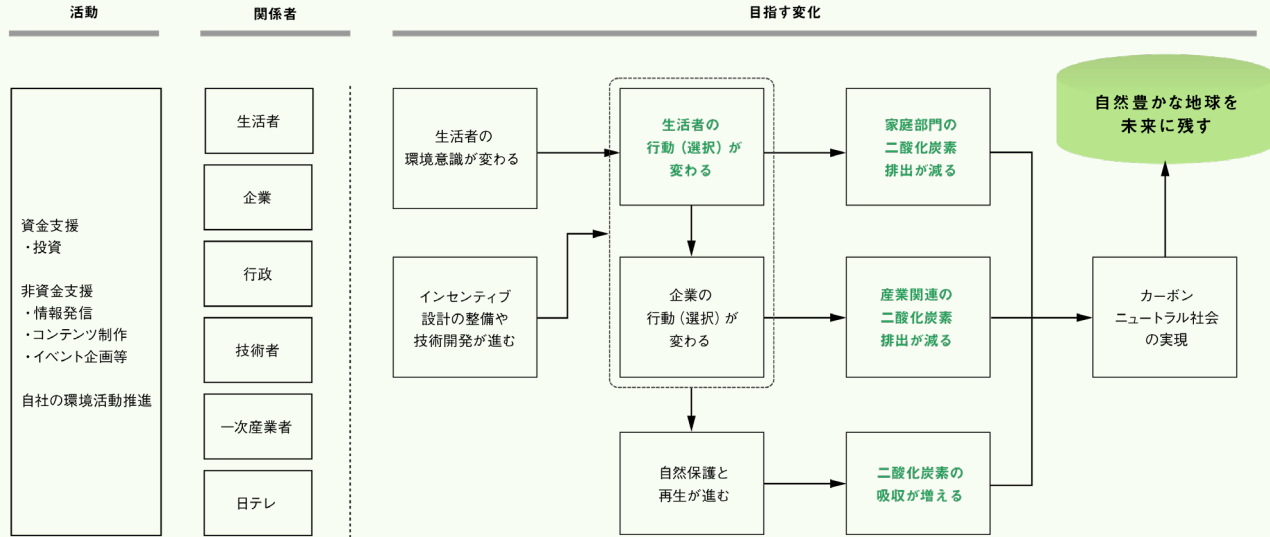 活動
関係者
目指す変化
資金支援
・投資
非資金支援
・情報発信
・コンテンツ制作
・イベント企画等
自社の環境活動推進
生活者
企業
行政
技術者
一次産業者
日テレ
生活者の
環境意識が変わる
インセンティブ
設計の整備や
技術開発が進む
生活者の
行動（選択）が
変わる
企業の
行動（選択）が
変わる
自然保護と
再生が進む
家庭部門の
二酸化炭素
排出が減る
産業関連の
二酸化炭素
排出が減る
二酸化炭素の
吸収が増える
カーボン
ニュートラル社会
の実現
自然豊かな地球を
未来に残す